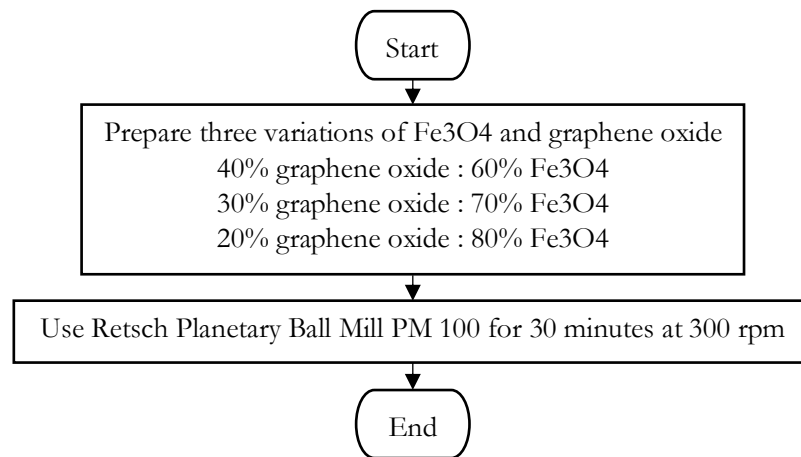 Start
Prepare three variations of Fe3O4 and graphene oxide
40% graphene oxide : 60% Fe3O4
30% graphene oxide : 70% Fe3O4
20% graphene oxide : 80% Fe3O4
Use Retsch Planetary Ball Mill PM 100 for 30 minutes at 300 rpm
End